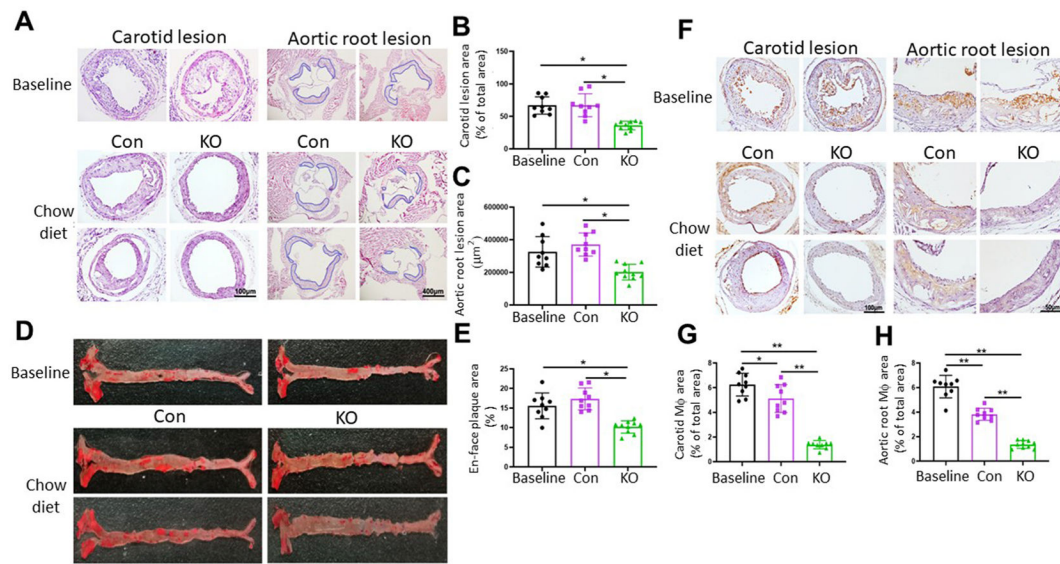 A
Carotid lesion Aortic root lesion
Baseline
Con KO
Chow
diet
100μm 400μm
B
Carotid lesion area
(% of total area)
150
100
50
0
*
*
Baseline Con KO
C
Aortic root lesion area
(μm²)
600000
400000
200000
0
*
*
Baseline Con KO
D
Baseline
Con KO
Chow
diet
E
En-face plaque area
(%)
25
20
15
10
5
0
*
*
Baseline Con KO
F
Carotid lesion Aortic root lesion
Baseline
Con KO Con KO
Chow
diet
100μm 50μm
G
Carotid Mϕ area
(% of total area)
8
6
4
2
0
**
* **
Baseline Con KO
H
Aortic root Mϕ area
(% of total area)
8
6
4
2
0
**
** **
Baseline Con KO